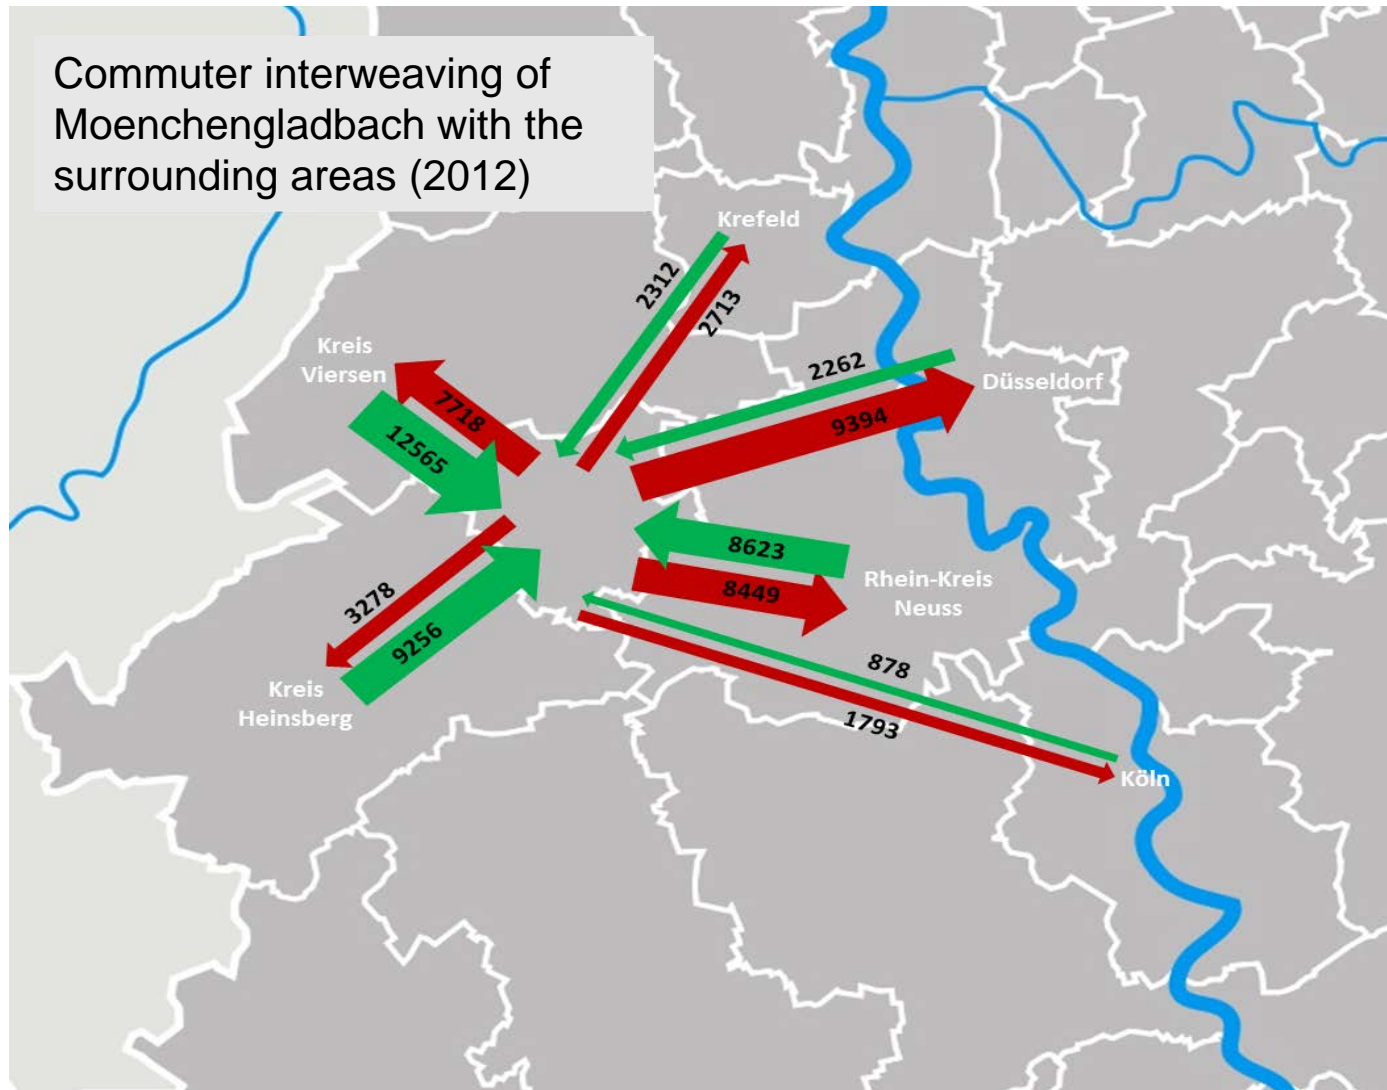 Commuter interweaving of
Moenchengladbach with the
surrounding areas (2012)
Krefeld
2312
2713
Kreis
Viersen
7718
12565
2262
Düsseldorf
9394
8623
8449
Rhein-Kreis
Neuss
3278
9256
Kreis
Heinsberg
878
1793
Köln